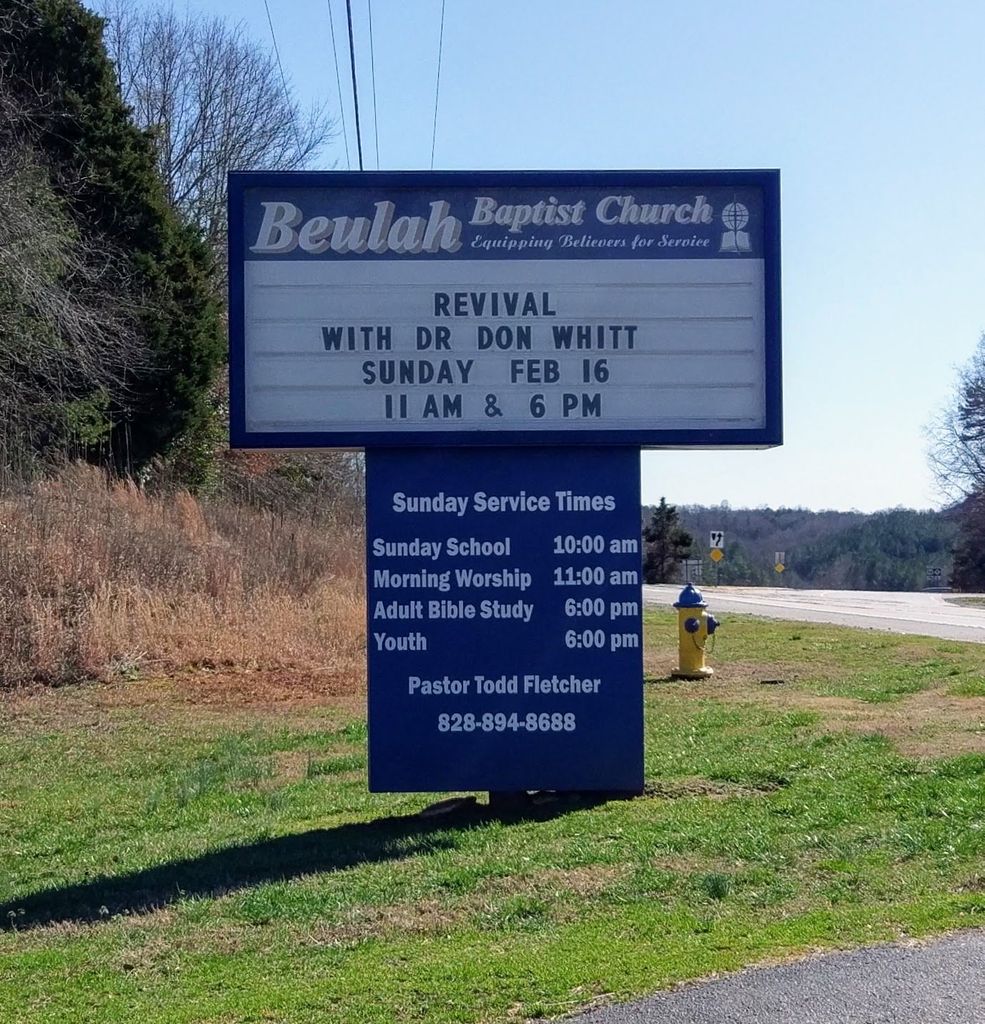 Beulah Baptist Church
Equipping Believers for Service
REVIVAL
WITH DR DON WHITT
SUNDAY FEB 16
11 AM & 6 PM
Sunday Service Times
Sunday School 10:00 am
Morning Worship 11:00 am
Adult Bible Study 6:00 pm
Youth 6:00 pm
Pastor Todd Fletcher
828-894-8688